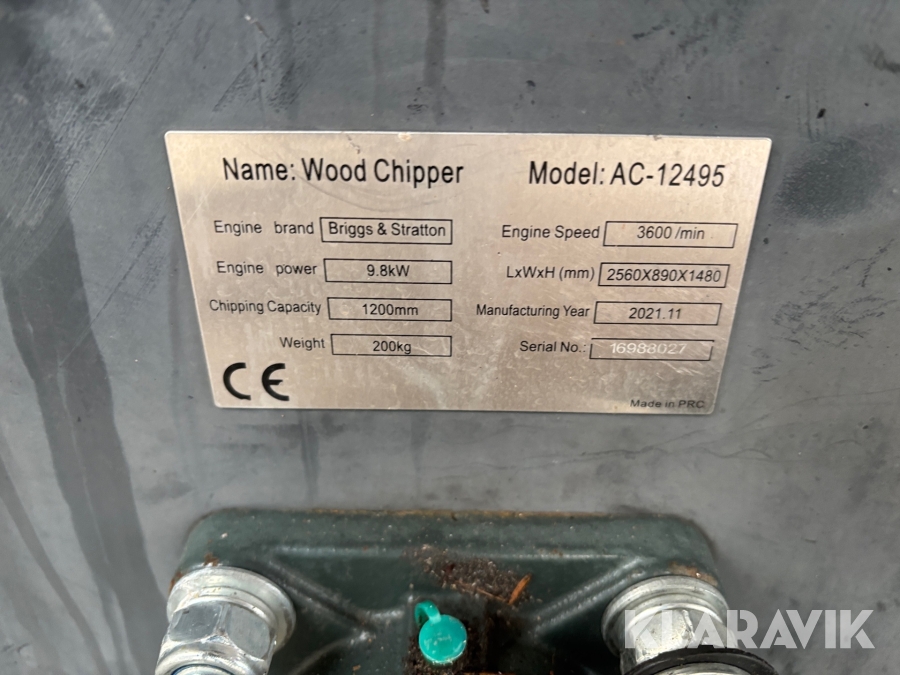 Name: Wood Chipper
Model: AC-12495
Engine brand Briggs & Stratton
Engine Speed 3600 /min
Engine power 9.8kW
LxWxH (mm) 2560X890X1480
Chipping Capacity 1200mm
Manufacturing Year 2021.11
Weight 200kg
Serial No.: 16988027
CE
Made in PRC
KLARAVIK